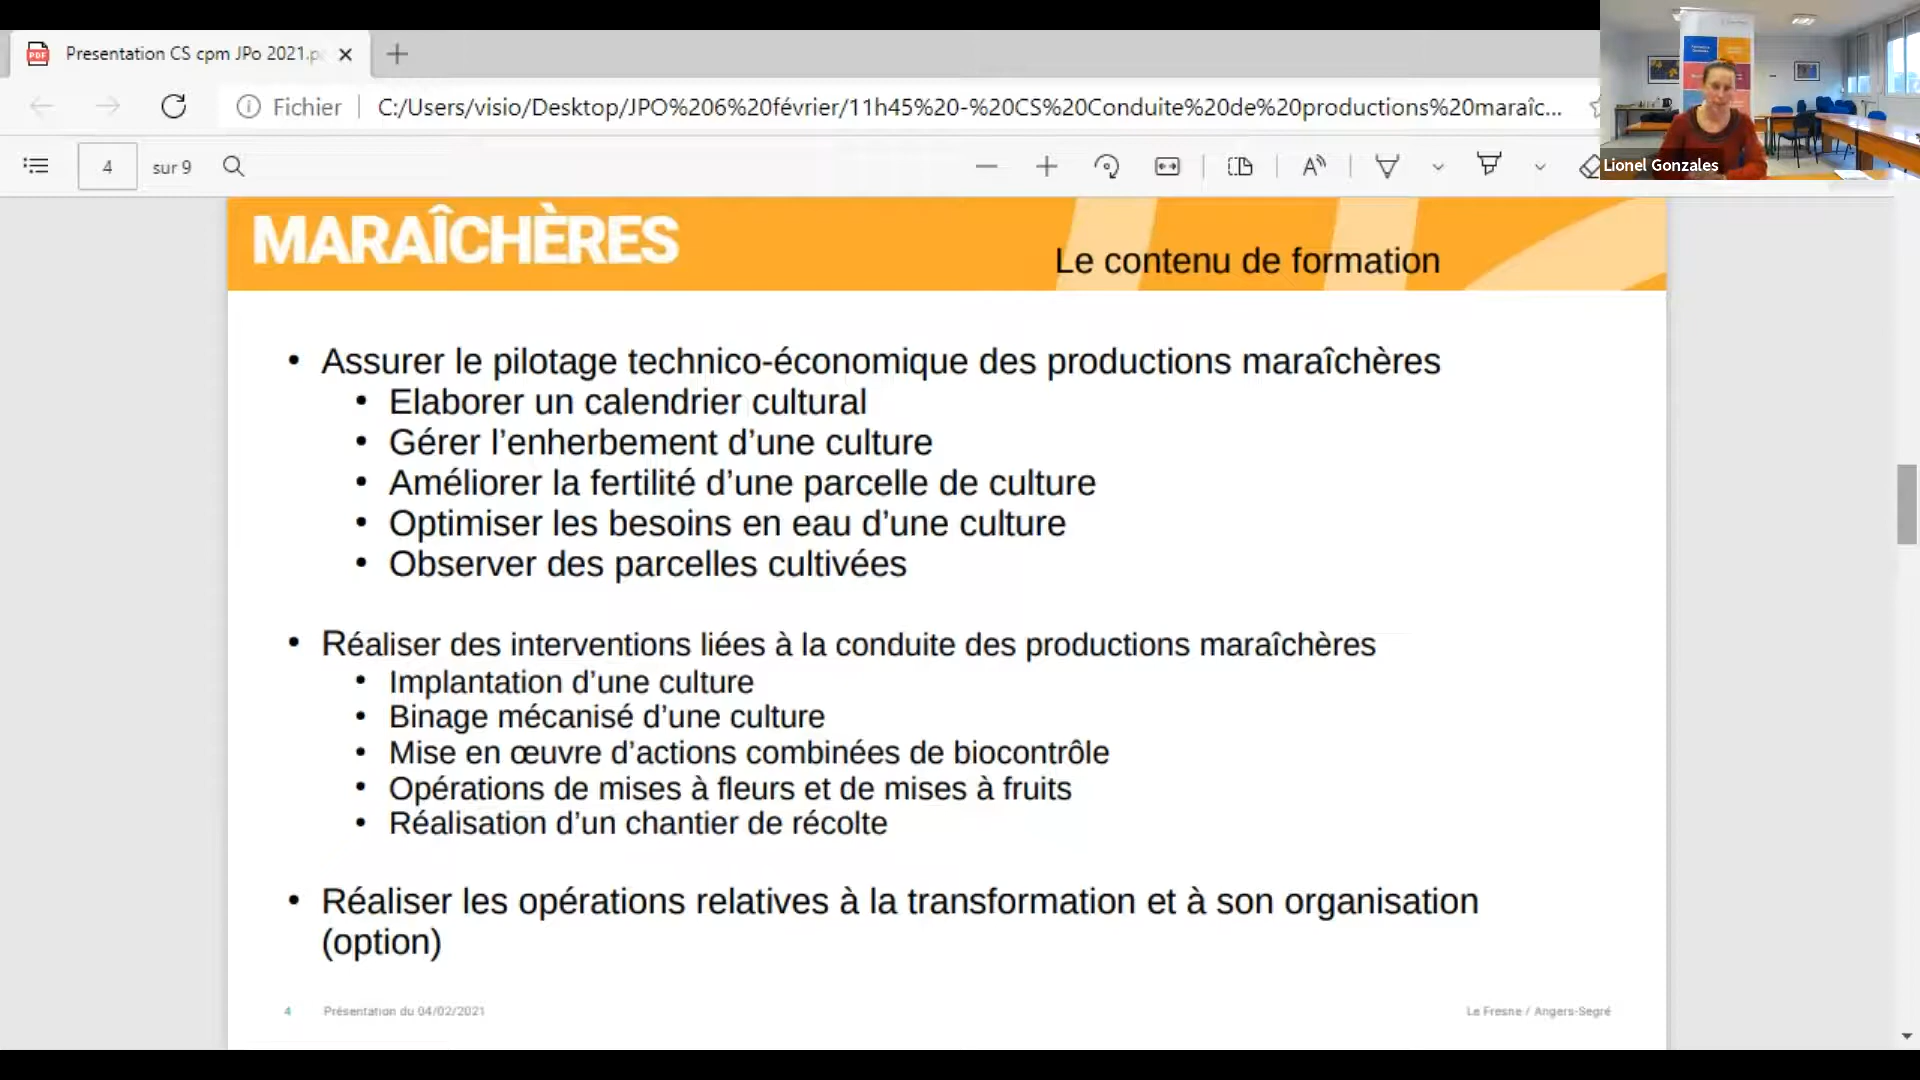 Presentation CS cpm JPo 2021.p
Fichier
C:/Users/visio/Desktop/JPO%206%20février/11h45%20-%20CS%20Conduite%20de%20productions%20maraîc...
4
sur 9
Lionel Gonzales
MARAÎCHÈRES
Le contenu de formation
• Assurer le pilotage technico-économique des productions maraîchères
• Elaborer un calendrier cultural
• Gérer l’enherbement d’une culture
• Améliorer la fertilité d’une parcelle de culture
• Optimiser les besoins en eau d’une culture
• Observer des parcelles cultivées
• Réaliser des interventions liées à la conduite des productions maraîchères
• Implantation d’une culture
• Binage mécanisé d’une culture
• Mise en œuvre d’actions combinées de biocontrôle
• Opérations de mises à fleurs et de mises à fruits
• Réalisation d’un chantier de récolte
• Réaliser les opérations relatives à la transformation et à son organisation
(option)
4
Présentation du 04/02/2021
Le Fresne / Angers-Segré